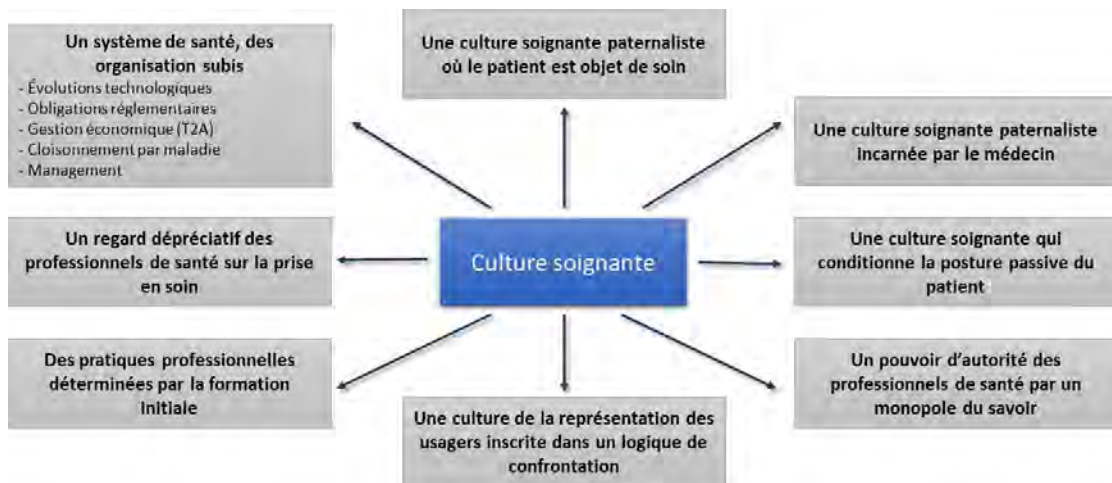 Un système de santé, des
organisation subis
- Évolutions technologiques
- Obligations réglementaires
- Gestion économique (T2A)
- Cloisonnement par maladie
- Management
Une culture soignante paternaliste
où le patient est objet de soin
Une culture soignante paternaliste
incarnée par le médecin
Un regard dépréciatif des
professionnels de santé sur la prise
en soin
Culture soignante
Une culture soignante qui
conditionne la posture passive du
patient
Des pratiques professionnelles
déterminées par la formation
initiale
Une culture de la représentation des
usagers inscrite dans un logique de
confrontation
Un pouvoir d'autorité des
professionnels de santé par un
monopole du savoir